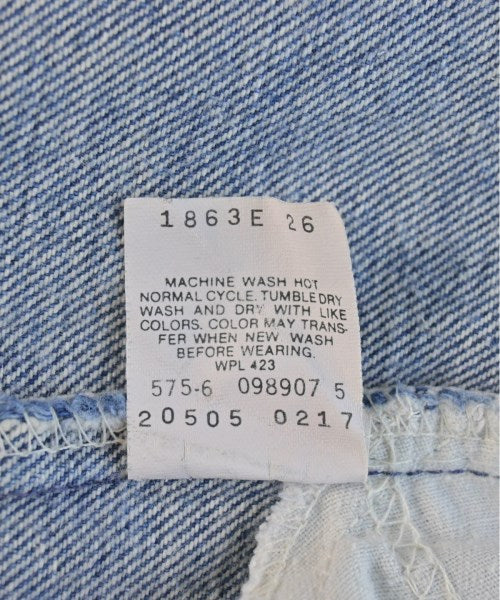 1863E 26
MACHINE WASH HOT
NORMAL CYCLE. TUMBLE DRY
WASH AND DRY WITH LIKE
COLORS. COLOR MAY TRANS-
FER WHEN NEW. WASH
BEFORE WEARING.
WPL 423
575-6 098907 5
20505 0217